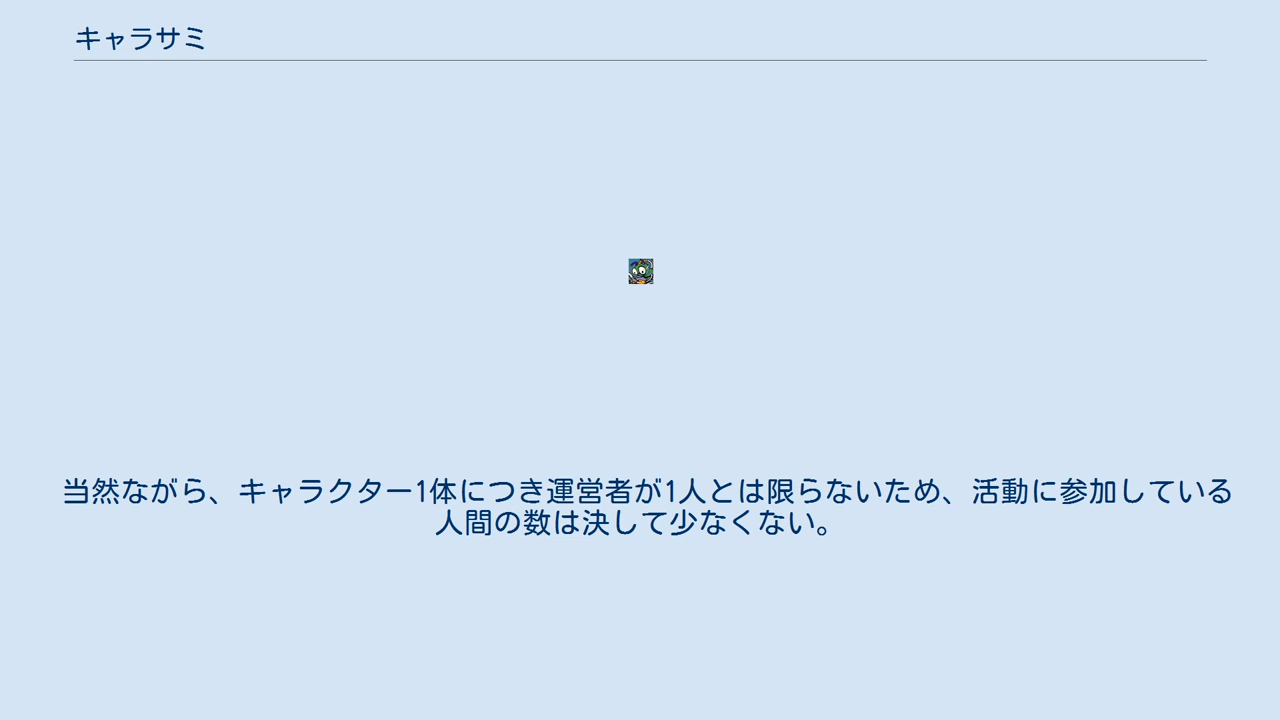 キャラサミ
当然ながら、キャラクター1体につき運営者が1人とは限らないため、活動に参加している
人間の数は決して少なくない。